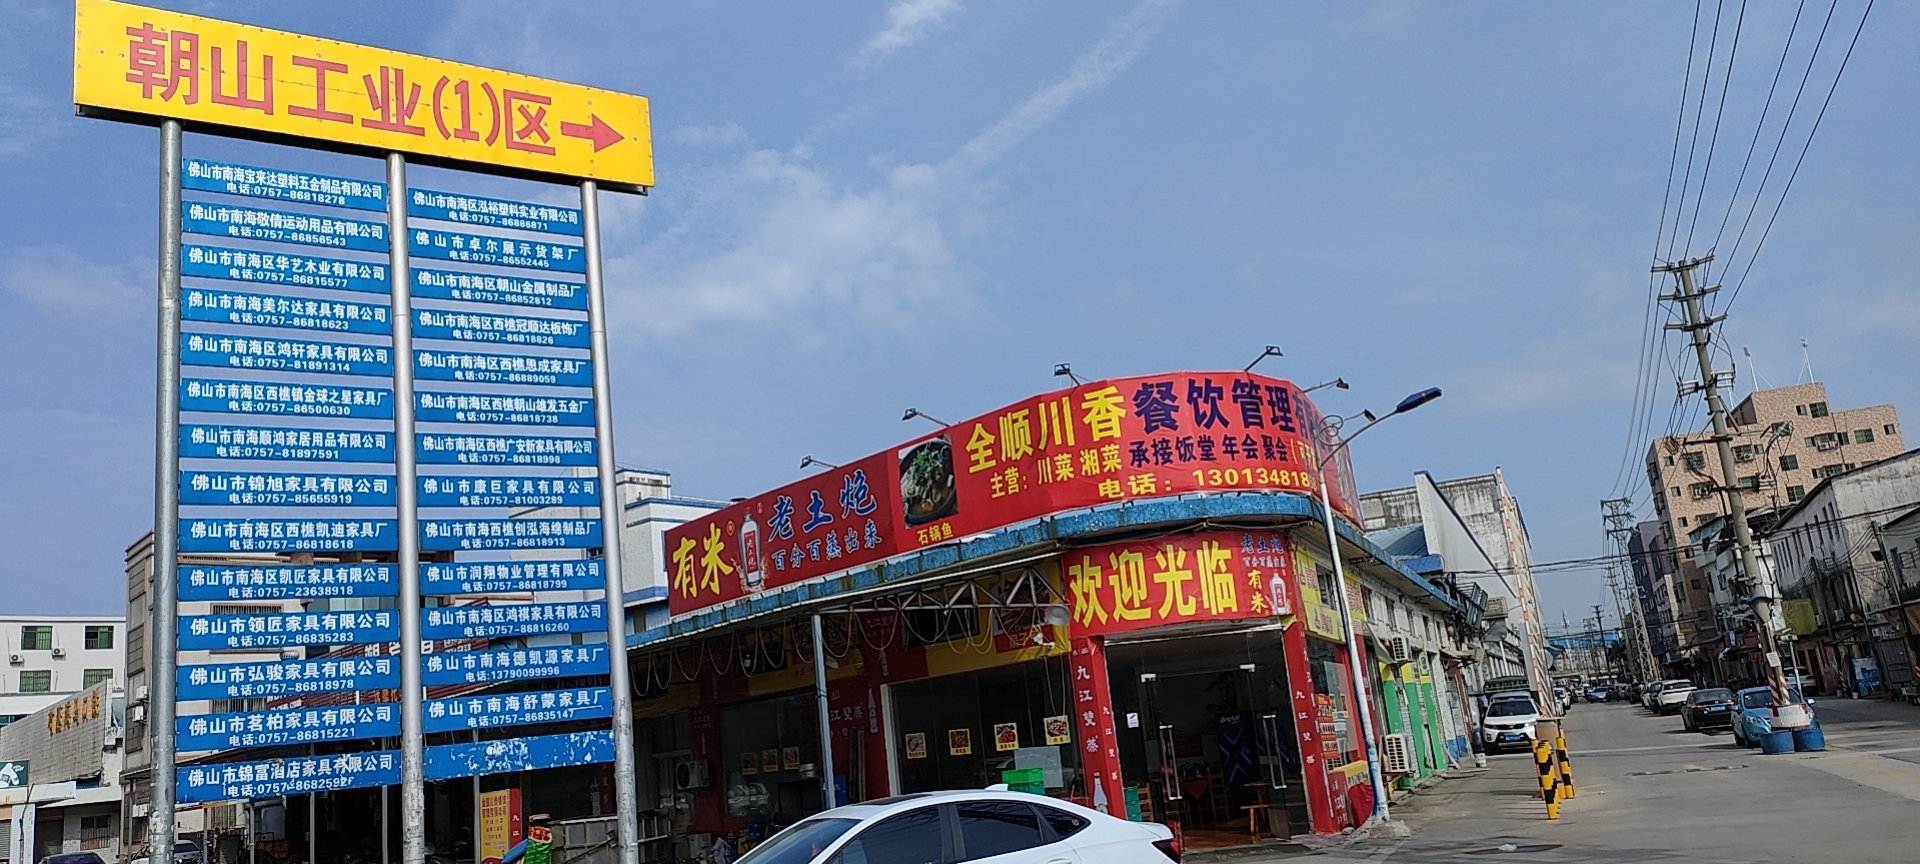 朝山工业(1)区
佛山市南海宝来达塑料五金制品有限公司
电话:0757-86818278
佛山市南海敬倩运动用品有限公司
电话:0757-86856543
佛山市南海区华艺木业有限公司
电话:0757-86815577
佛山市南海美尔达家具有限公司
电话:0757-86818623
佛山市南海区鸿轩家具有限公司
电话:0757-81891314
佛山市南海区西樵镇金球之星家具厂
电话:0757-86500630
佛山市南海顺鸿家居用品有限公司
电话:0757-81897591
佛山市锦旭家具有限公司
电话:0757-85655919
佛山市南海区西樵凯迪家具厂
电话:0757-86818618
佛山市南海区凯匠家具有限公司
电话:0757-23638918
佛山市领匠家具有限公司
电话:0757-86835283
佛山市弘骏家具有限公司
电话:0757-86818978
佛山市茗柏家具有限公司
电话:0757-86815221
佛山市锦富酒店家具有限公司
电话:0757-8682592
佛山市南海区泓裕塑料实业有限公司
电话:0757-86886871
佛山市卓尔展示货架厂
电话:0757-86552445
佛山市南海区朝山金属制品厂
电话:0757-86852812
佛山市南海区西樵冠顺达板饰厂
电话:0757-86818826
佛山市南海区西樵思成家具厂
电话:0757-86889059
佛山市南海区西樵朝山雄发五金厂
电话:0757-86818738
佛山市南海区西樵广安新家具有限公司
电话:0757-86818998
佛山市康巨家具有限公司
电话:0757-81003289
佛山市南海西樵创泓海绵制品厂
电话:0757-86818913
佛山市润翔物业管理有限公司
电话:0757-86818799
佛山市南海区鸿祺家具有限公司
电话:0757-86816260
佛山市南海德凯源家具厂
电话:13790099996
佛山市南海舒蒙家具厂
电话:0757-86835147
有米
老土炮
百分百蒸出来
石锅鱼
全顺川香餐饮管理有
主营:川菜湘菜 承接饭堂年会聚会
电话:13013481
欢迎光临
老土炮
百分百蒸出来
有米
九江双蒸
九江双蒸